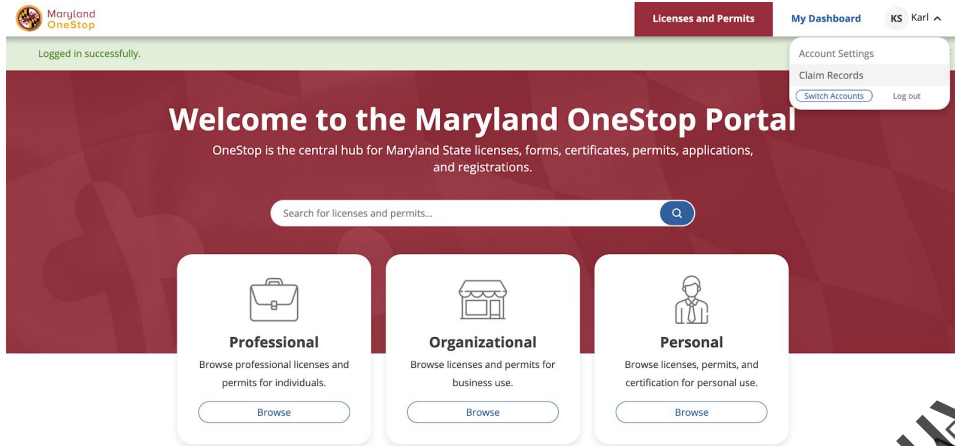 Maryland
OneStop
Licenses and Permits
My Dashboard
KS Karl
Logged in successfully.
Account Settings
Claim Records
Switch Accounts
Log out
Welcome to the Maryland OneStop Portal
OneStop is the central hub for Maryland State licenses, forms, certificates, permits, applications,
and registrations.
Search for licenses and permits...
Professional
Browse professional licenses and
permits for individuals.
Browse
Organizational
Browse licenses and permits for
business use.
Browse
Personal
Browse licenses, permits, and
certification for personal use.
Browse